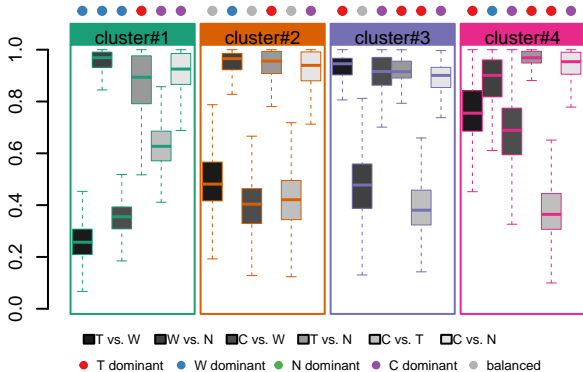 cluster#1 cluster#2 cluster#3 cluster#4
1.0
0.8
0.6
0.4
0.2
0.0
T vs. W W vs. N C vs. W T vs. N C vs. T C vs. N
T dominant W dominant N dominant C dominant balanced